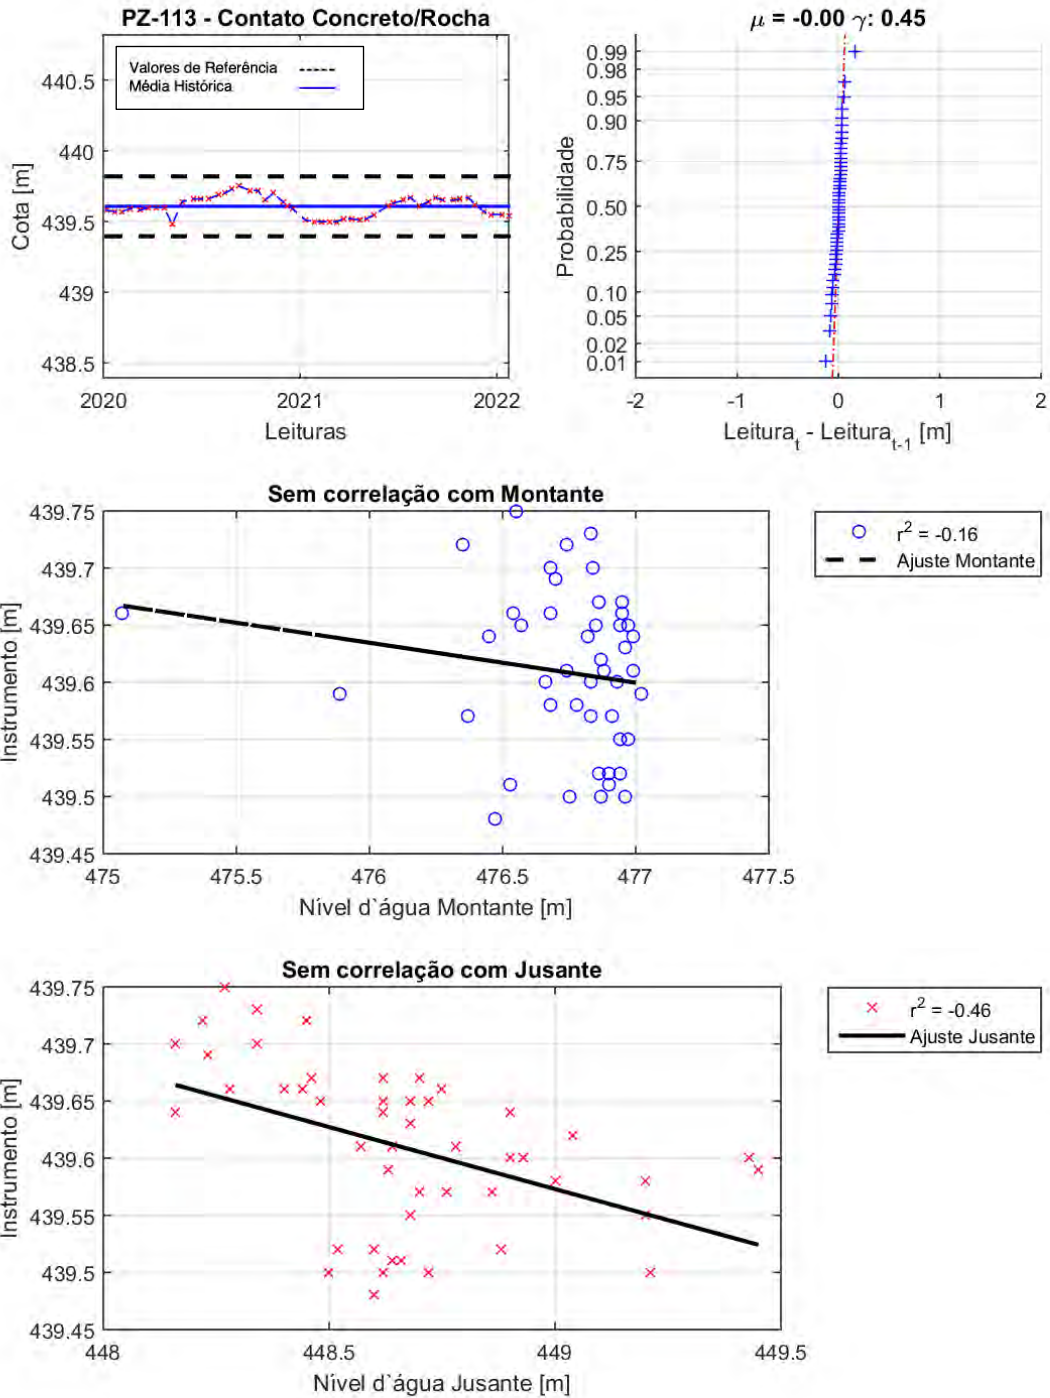 PZ-113 - Contato Concreto/Rocha
Valores de Referência
Média Histórica
440.5
440
439.5
439
438.5
Cota [m]
2020
2021
2022
Leituras
μ = -0.00 γ: 0.45
0.99
0.98
0.95
0.90
0.75
0.50
0.25
0.10
0.05
0.02
0.01
Probabilidade
-2
-1
0
1
2
Leitura_t - Leitura_t-1 [m]
Sem correlação com Montante
439.75
439.7
439.65
439.6
439.55
439.5
439.45
Instrumento [m]
475
475.5
476
476.5
477
477.5
Nível d`água Montante [m]
r² = -0.16
Ajuste Montante
Sem correlação com Jusante
439.75
439.7
439.65
439.6
439.55
439.5
439.45
Instrumento [m]
448
448.5
449
449.5
Nível d`água Jusante [m]
r² = -0.46
Ajuste Jusante